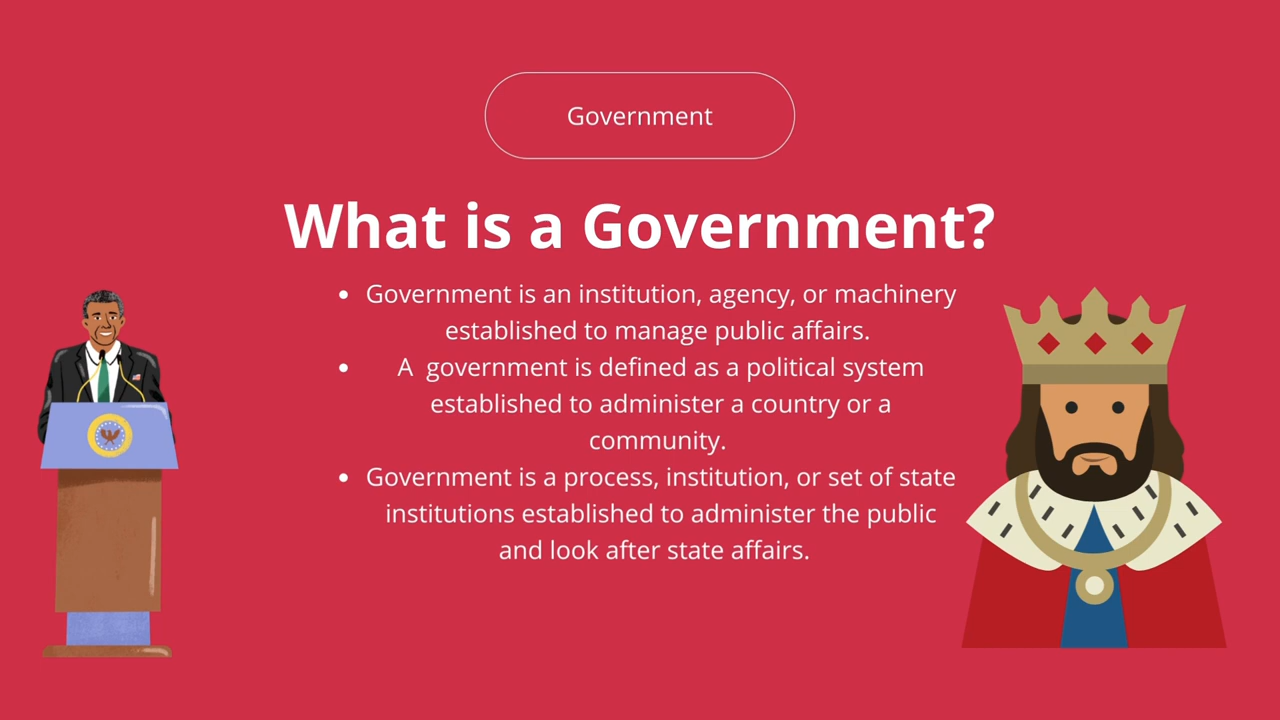 Government
What is a Government?
• Government is an institution, agency, or machinery
established to manage public affairs.
• A  government is defined as a political system
established to administer a country or a
community.
• Government is a process, institution, or set of state
institutions established to administer the public
and look after state affairs.